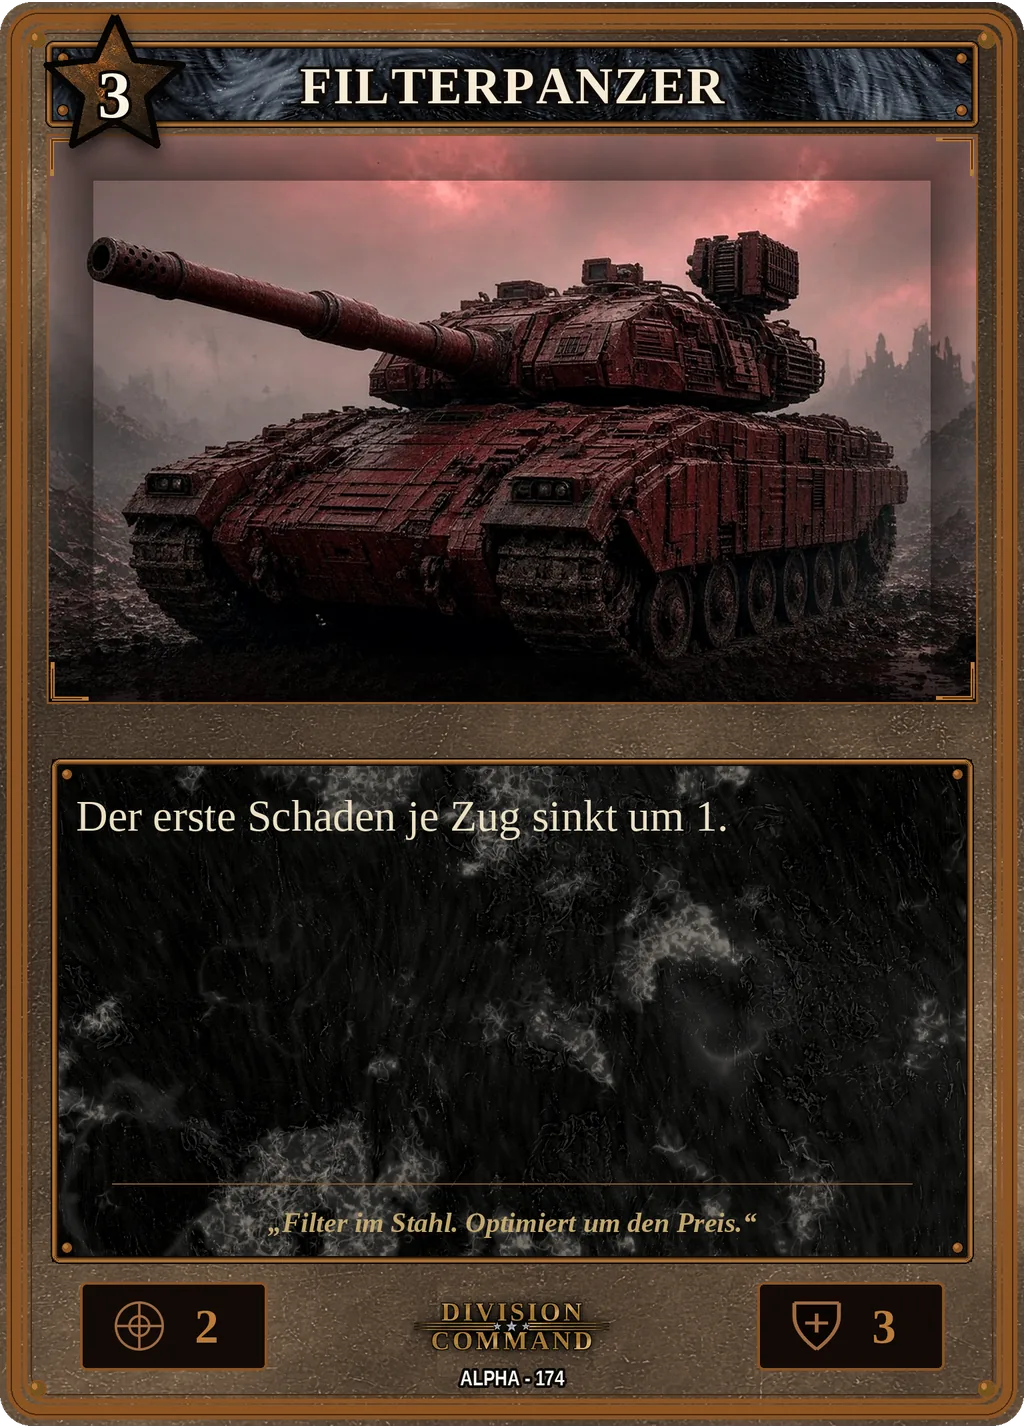 3
FILTERPANZER
Der erste Schaden je Zug sinkt um 1.
„Filter im Stahl. Optimiert um den Preis.“
2
DIVISION
COMMAND
3
ALPHA - 174